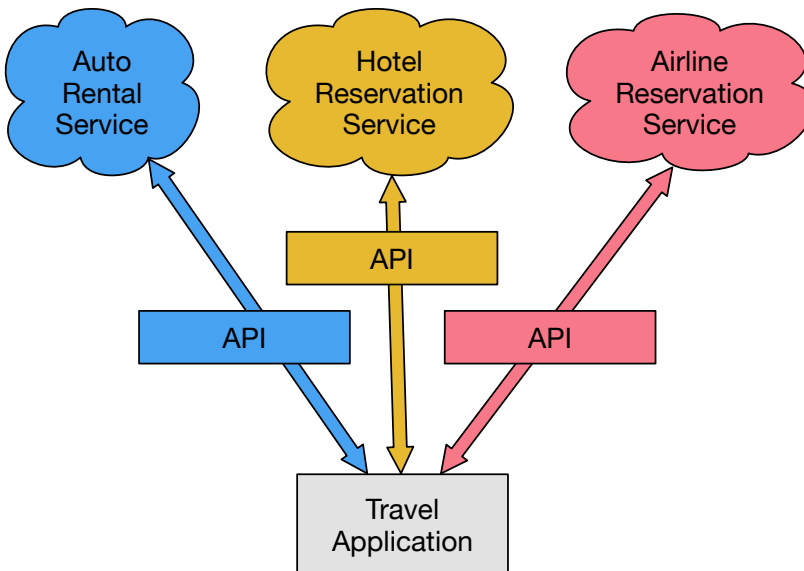 Auto
Rental
Service
Hotel
Reservation
Service
Airline
Reservation
Service
API
API
API
Travel
Application